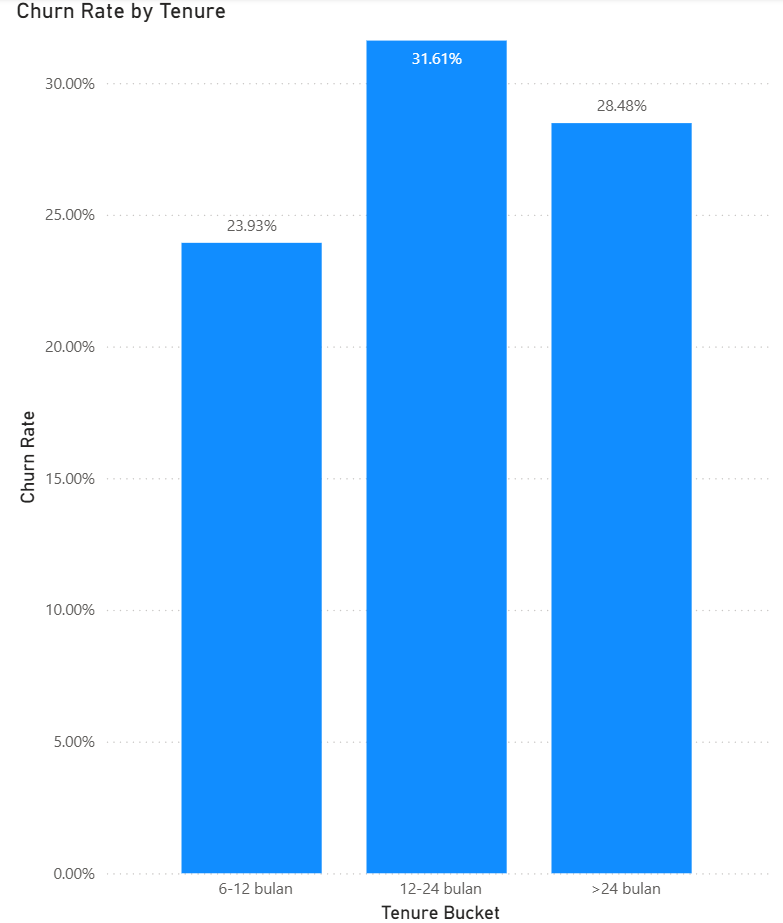 Churn Rate by Tenure
31.61%
30.00%
28.48%
25.00%
23.93%
20.00%
Churn Rate
15.00%
10.00%
5.00%
0.00%
6-12 bulan 12-24 bulan >24 bulan
Tenure Bucket